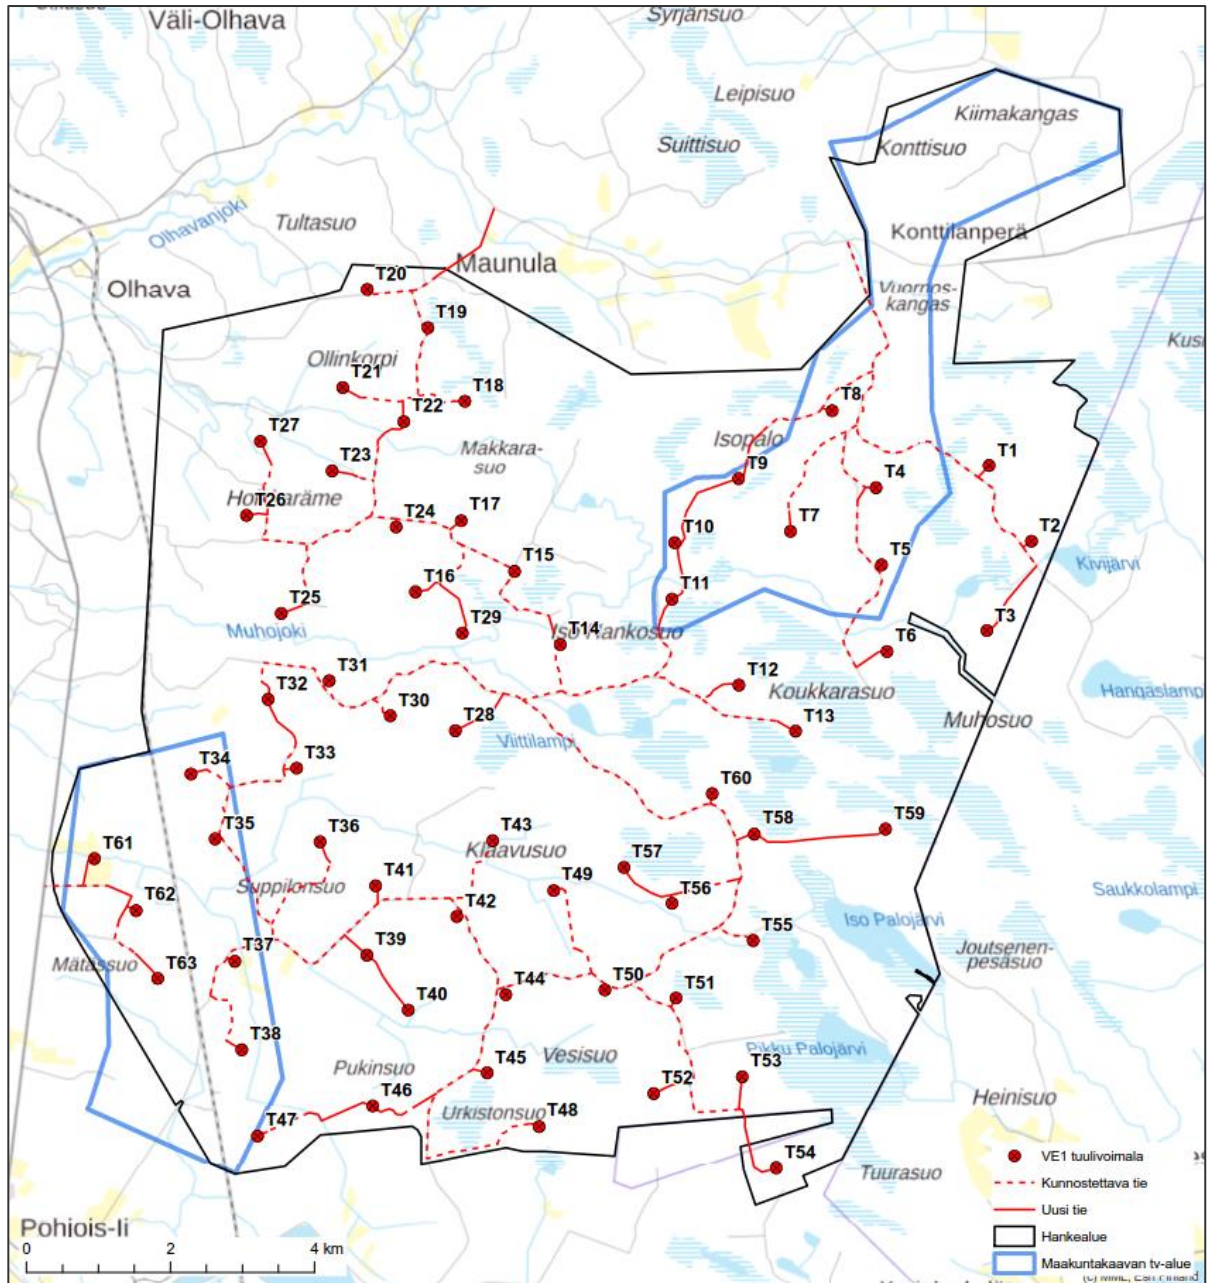 Väli-Olhava
Syrjänsuo
Leipisuo
Kiimakangas
Suittisuo
Konttisuo
Olhavanjoki
Tultasuo
Konttilanperä
Maunula
T20
Olhava
Vuornos-
kangas
T19
Ollinkorpi
T21
T18
T8
T22
T27
Isopalo
Makkara-
suo
T1
T23
T9
T4
T26
T17
T24
T7
T2
T10
T15
T5
Kivijärvi
T16
T11
T25
T29
T14
Iso Hankosuo
Muhojoki
T3
T6
T31
T12
T32
Koukkarasuo
Hangaslamp
T30
T28
T13
Muhosuo
Viittilampi
T33
T34
T60
T35
T36
T43
T58
T59
Klaavusuo
T61
T57
T41
T49
Suppilonsuo
T56
Saukkolampi
T62
T42
Iso Palojärvi
T55
T37
T39
Joutsenen-
pesäsuo
Mätässuo
T63
T50
T51
T44
T40
T38
Vesisuo
Pikku Palojärvi
Pukinsuo
T45
T53
T52
T46
Heinisuo
Urkistonsuo
T48
T47
T54
Tuurasuo
VE1 tuulivoimala
Kunnostettava tie
Uusi tie
Hankealue
Maakuntakaavan tv-alue
Pohjois-Ii
0 2 4 km